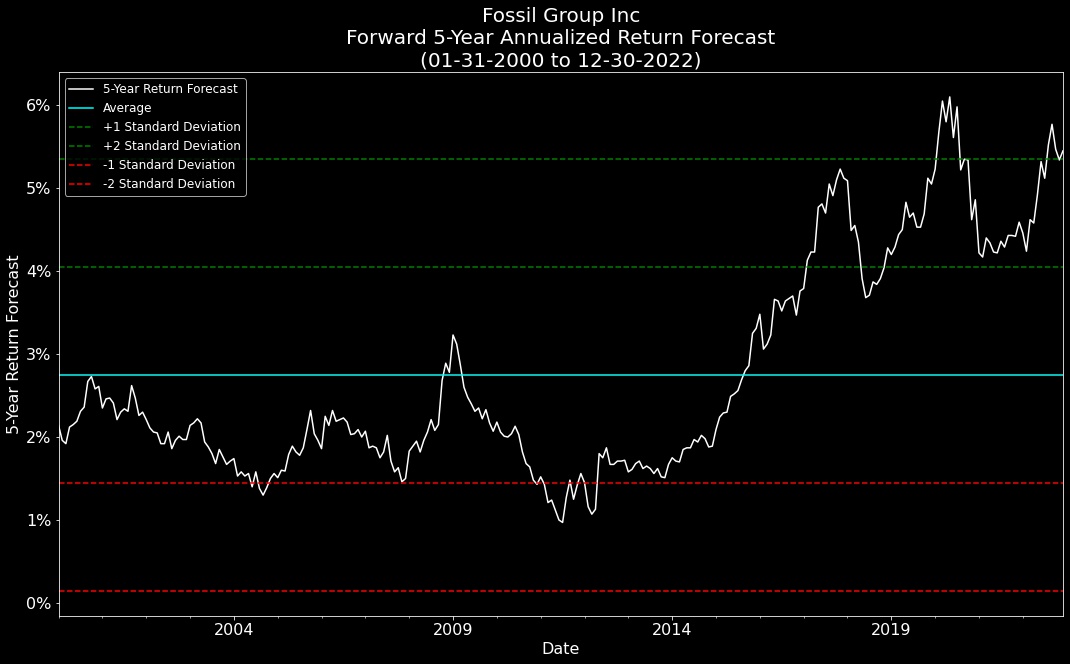 Fossil Group Inc
Forward 5-Year Annualized Return Forecast
(01-31-2000 to 12-30-2022)
5-Year Return Forecast
Average
+1 Standard Deviation
+2 Standard Deviation
-1 Standard Deviation
-2 Standard Deviation
6%
5%
4%
3%
2%
1%
0%
5-Year Return Forecast
2004
2009
2014
2019
Date